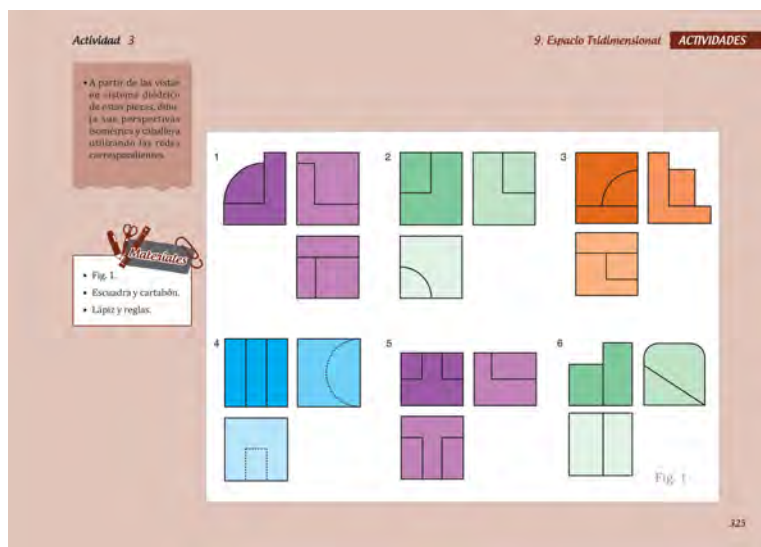 Actividad 3
9. Espacio Tridimensional ACTIVIDADES
• A partir de las vistas
en sistema diédrico
de estas piezas, dibu-
ja sus perspectivas
isométrica y caballera
utilizando las redes
correspondientes.
Materiales
• Fig. 1.
• Escuadra y cartabón.
• Lápiz y reglas.
1
2
3
4
5
6
Fig. 1
325